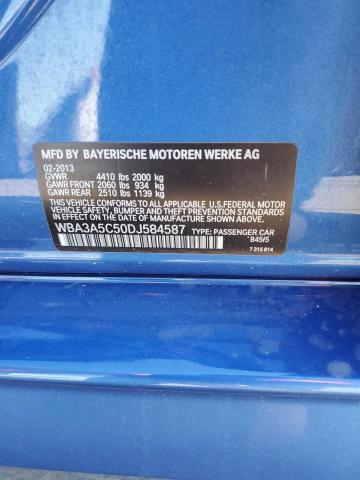 MFD BY BAYERISCHE MOTOREN WERKE AG
02-2013
GVWR 4410 lbs 2000 kg
GAWR FRONT 2060 lbs 934 kg
GAWR REAR 2510 lbs 1139 kg
THIS VEHICLE CONFORMS TO ALL APPLICABLE U.S.FEDERAL MOTOR
VEHICLE SAFETY, BUMPER AND THEFT PREVENTION STANDARDS
IN EFFECT ON THE DATE OF MANUFACTURE SHOWN ABOVE.
WBA3A5C50DJ584587 TYPE: PASSENGER CAR
B45/5
7 315 914